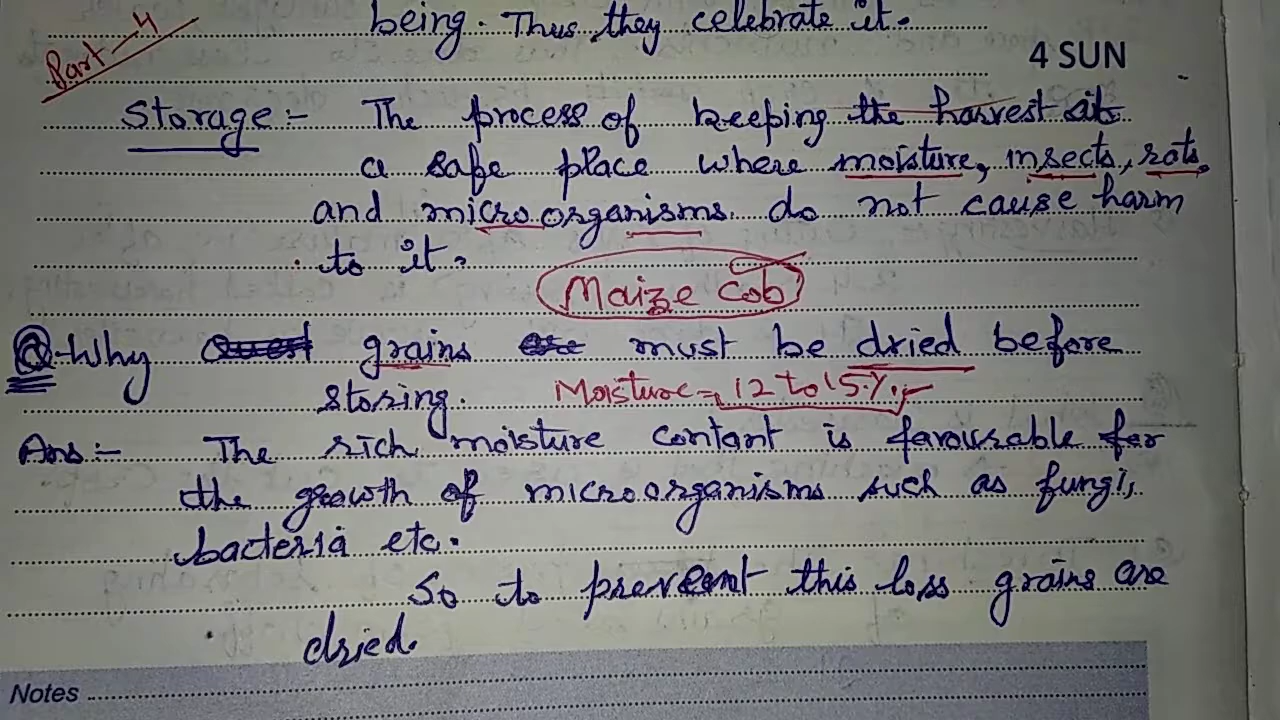 being. Thus, they celebrate it.
Part-4
4 SUN
Storage:- The process of keeping the harvest at
a safe place where moisture, insects, rats,
and microorganisms do not cause harm
to it.
Maize Cob
Q. Why grains must be dried before
storing. Moisture = 12 to 15%
Ans:- The rich moisture contant is favourable for
the growth of microorganisms such as fungi,
bacteria etc.
So to prevent this loss grains are
dried.
Notes